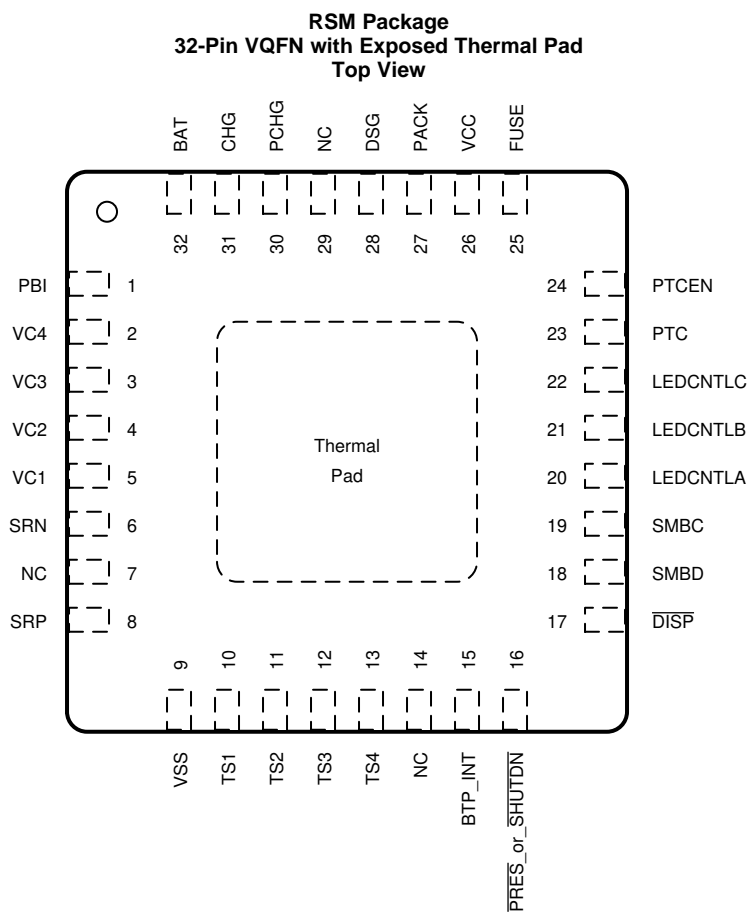 RSM Package
32-Pin VQFN with Exposed Thermal Pad
Top View
BAT
CHG
PCHG
NC
DSG
PACK
VCC
FUSE
32
31
30
29
28
27
26
25
PBI 1
VC4 2
VC3 3
VC2 4
VC1 5
SRN 6
NC 7
SRP 8
24 PTCEN
23 PTC
22 LEDCNTLC
21 LEDCNTLB
20 LEDCNTLA
19 SMBC
18 SMBD
17 D̅I̅S̅P̅
Thermal
Pad
9
10
11
12
13
14
15
16
VSS
TS1
TS2
TS3
TS4
NC
BTP_INT
P̅R̅E̅S̅_or_S̅H̅U̅T̅D̅N̅